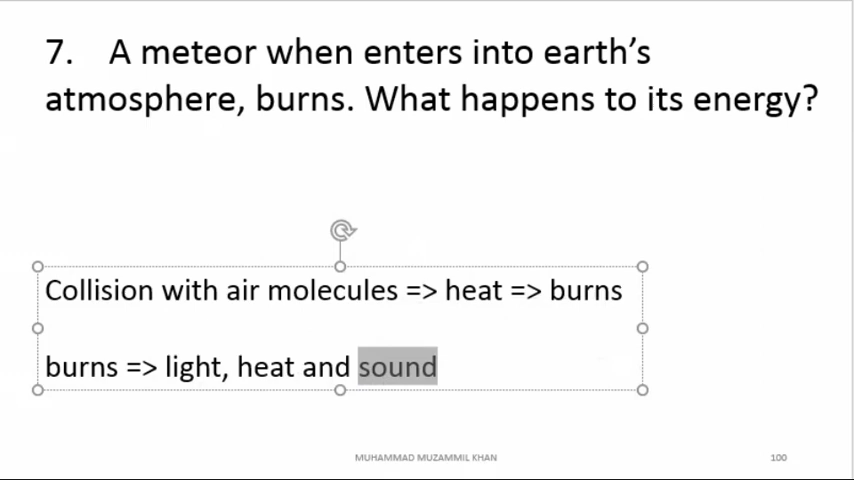 7. A meteor when enters into earth’s
atmosphere, burns. What happens to its energy?
Collision with air molecules => heat => burns
burns => light, heat and sound
MUHAMMAD MUZAMMIL KHAN
100